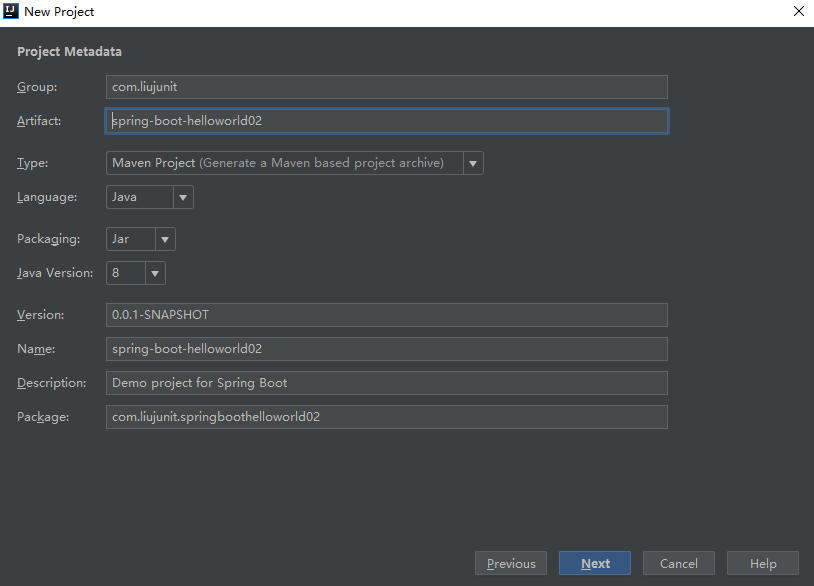 IJ New Project
Project Metadata
Group: com.liujunit
Artifact: spring-boot-helloworld02
Type: Maven Project (Generate a Maven based project archive)
Language: Java
Packaging: Jar
Java Version: 8
Version: 0.0.1-SNAPSHOT
Name: spring-boot-helloworld02
Description: Demo project for Spring Boot
Package: com.liujunit.springboothelloworld02
Previous Next Cancel Help